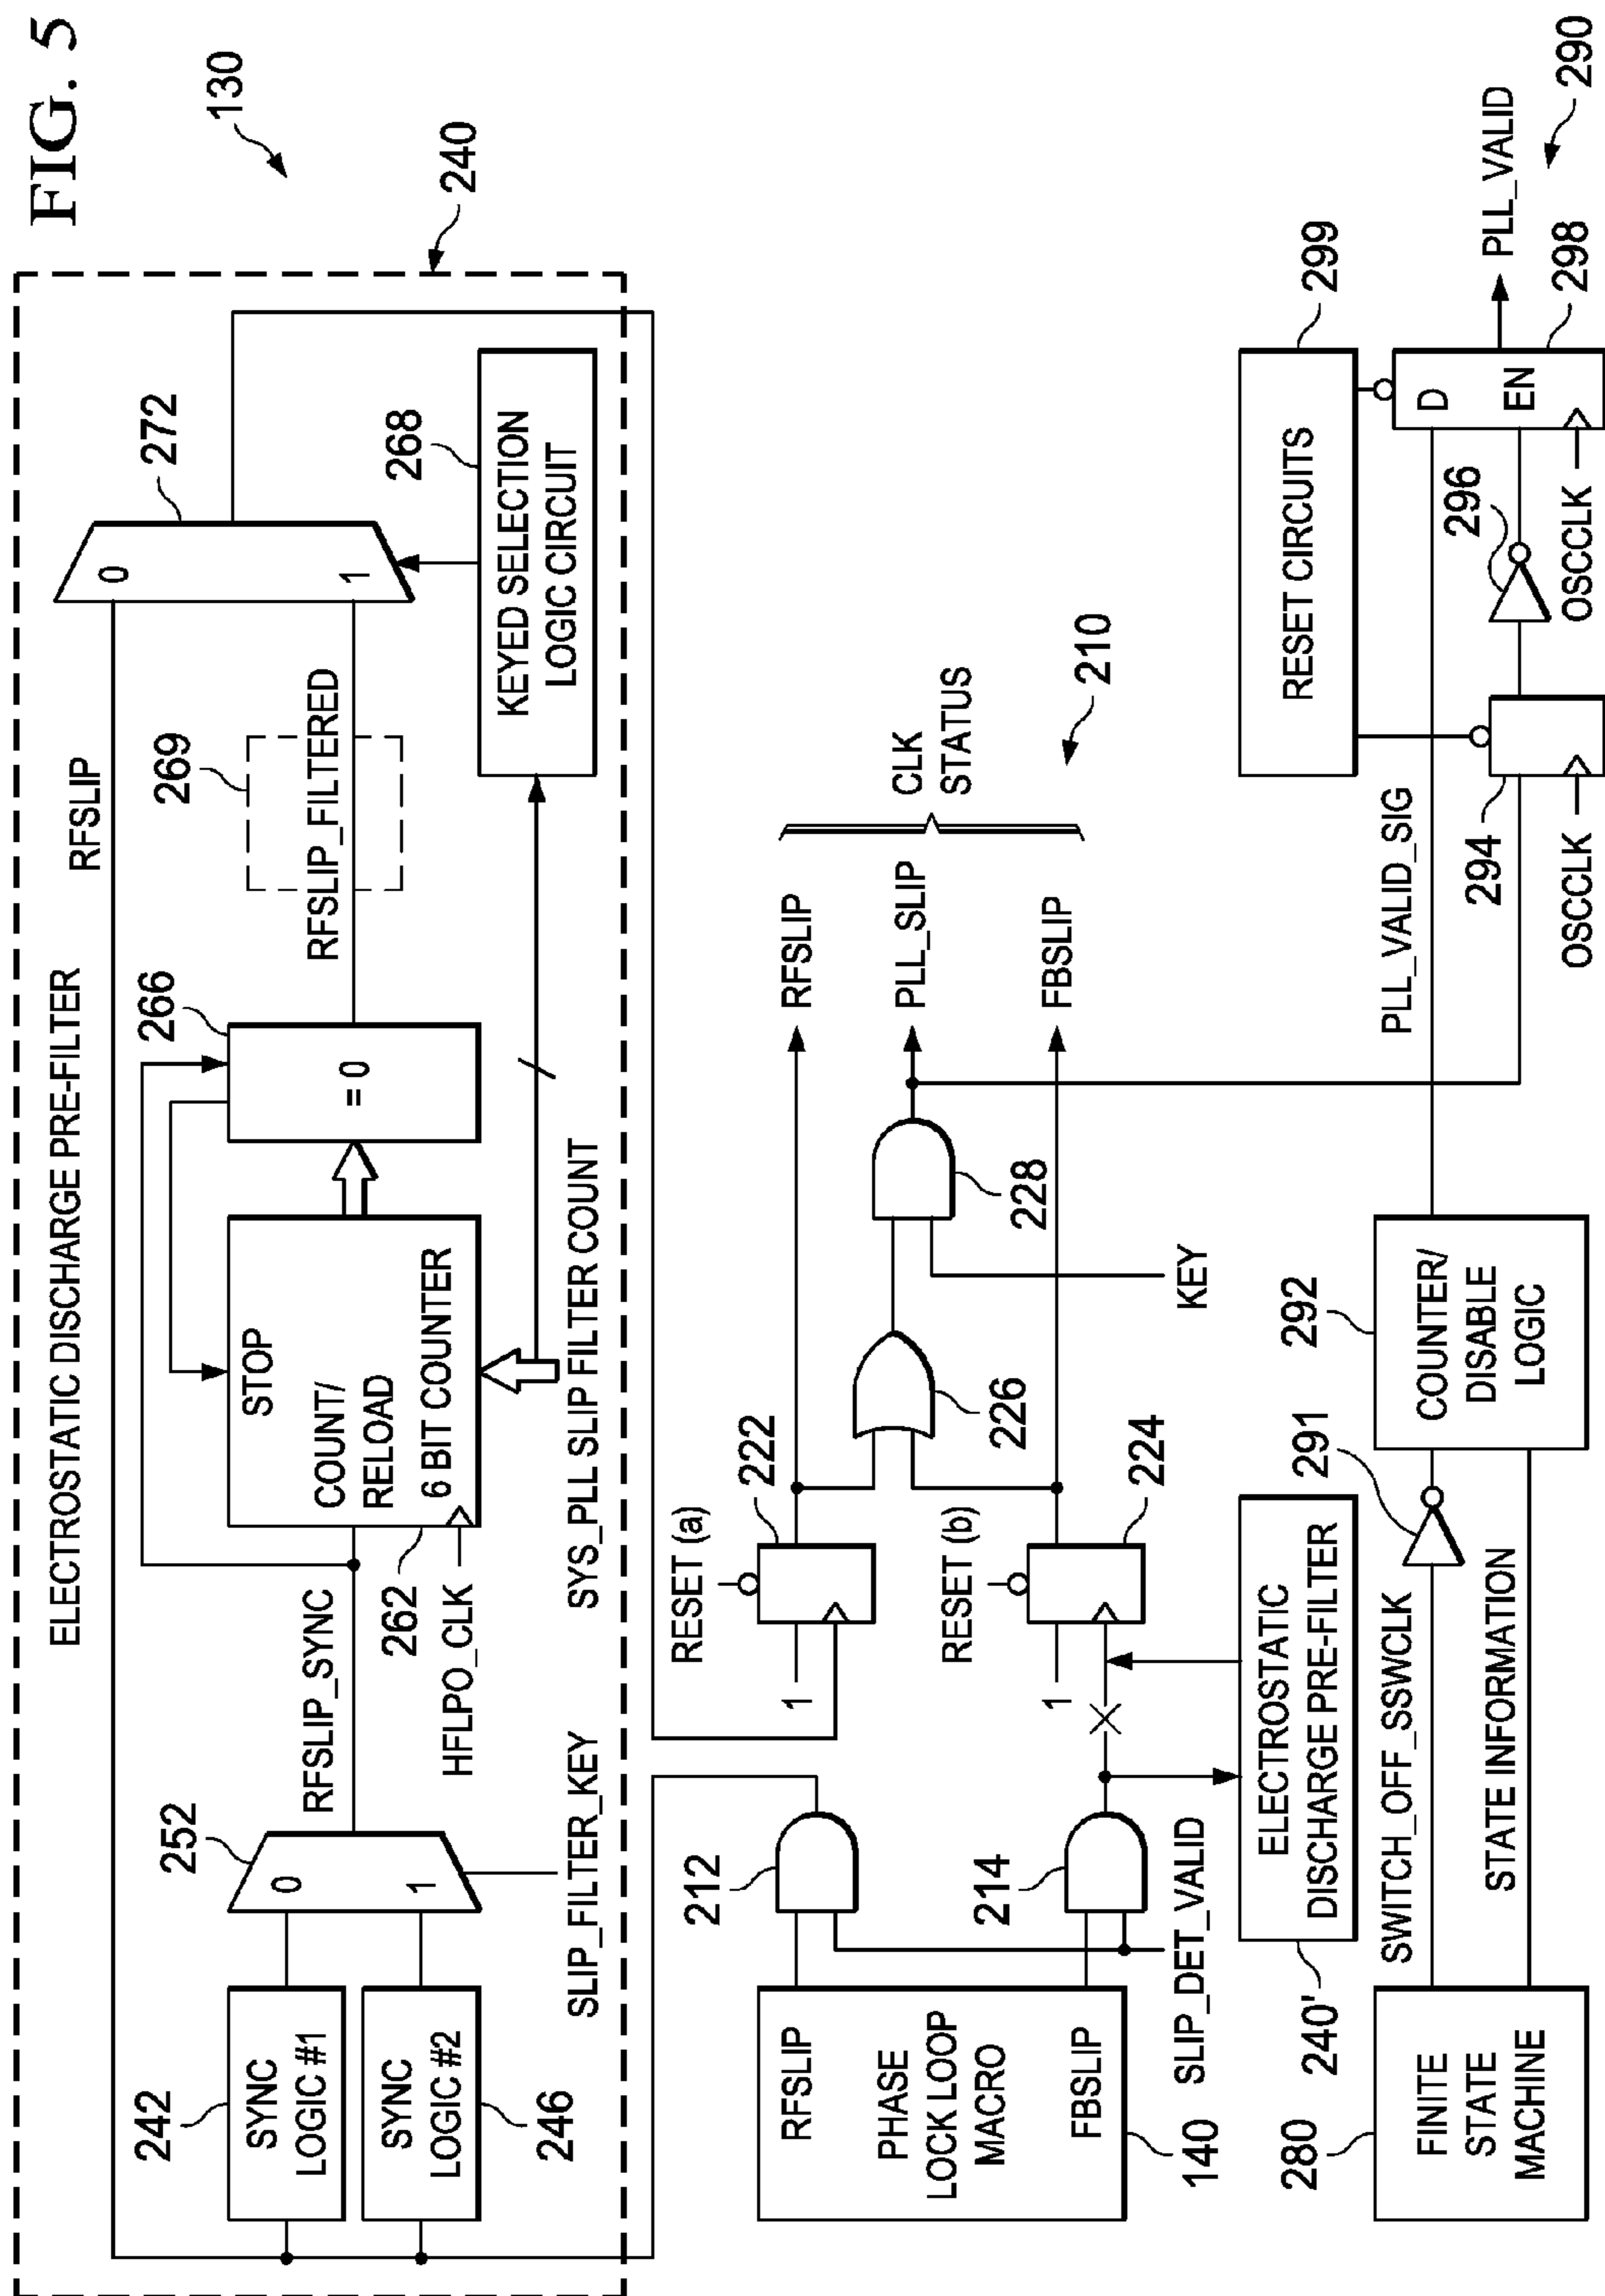 FIG. 5
130
ELECTROSTATIC DISCHARGE PRE-FILTER
240
RFSLIP
242
SYNC
LOGIC #1
SYNC
LOGIC #2
246
252
0
1
SLIP_FILTER_KEY
RFSLIP_SYNC
262
HFLPO_CLK
STOP
COUNT/
RELOAD
6 BIT COUNTER
SYS_PLL SLIP FILTER COUNT
266
= 0
269
RFSLIP_FILTERED
272
0
1
268
KEYED SELECTION
LOGIC CIRCUIT
RFSLIP
PHASE
LOCK LOOP
MACRO
FBSLIP
140
212
214
SLIP_DET_VALID
RESET (a)
222
1
RESET (b)
224
1
226
228
KEY
RFSLIP
PLL_SLIP
FBSLIP
CLK
STATUS
210
ELECTROSTATIC
DISCHARGE PRE-FILTER
240'
280
FINITE
STATE
MACHINE
SWITCH_OFF_SSWCLK
STATE INFORMATION
291
292
COUNTER/
DISABLE
LOGIC
PLL_VALID_SIG
294
OSCCLK
296
OSCCLK
RESET CIRCUITS
299
D
EN
298
PLL_VALID
290